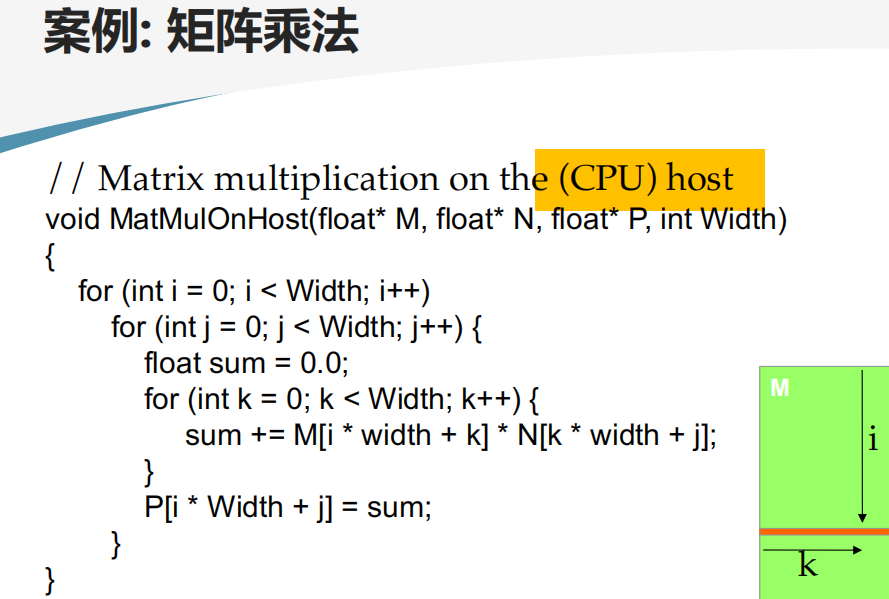 案例: 矩阵乘法
// Matrix multiplication on the (CPU) host
void MatMulOnHost(float* M, float* N, float* P, int Width)
{
for (int i = 0; i < Width; i++)
for (int j = 0; j < Width; j++) {
float sum = 0.0;
for (int k = 0; k < Width; k++) {
sum += M[i * width + k] * N[k * width + j];
}
P[i * Width + j] = sum;
}
}
M
i
k